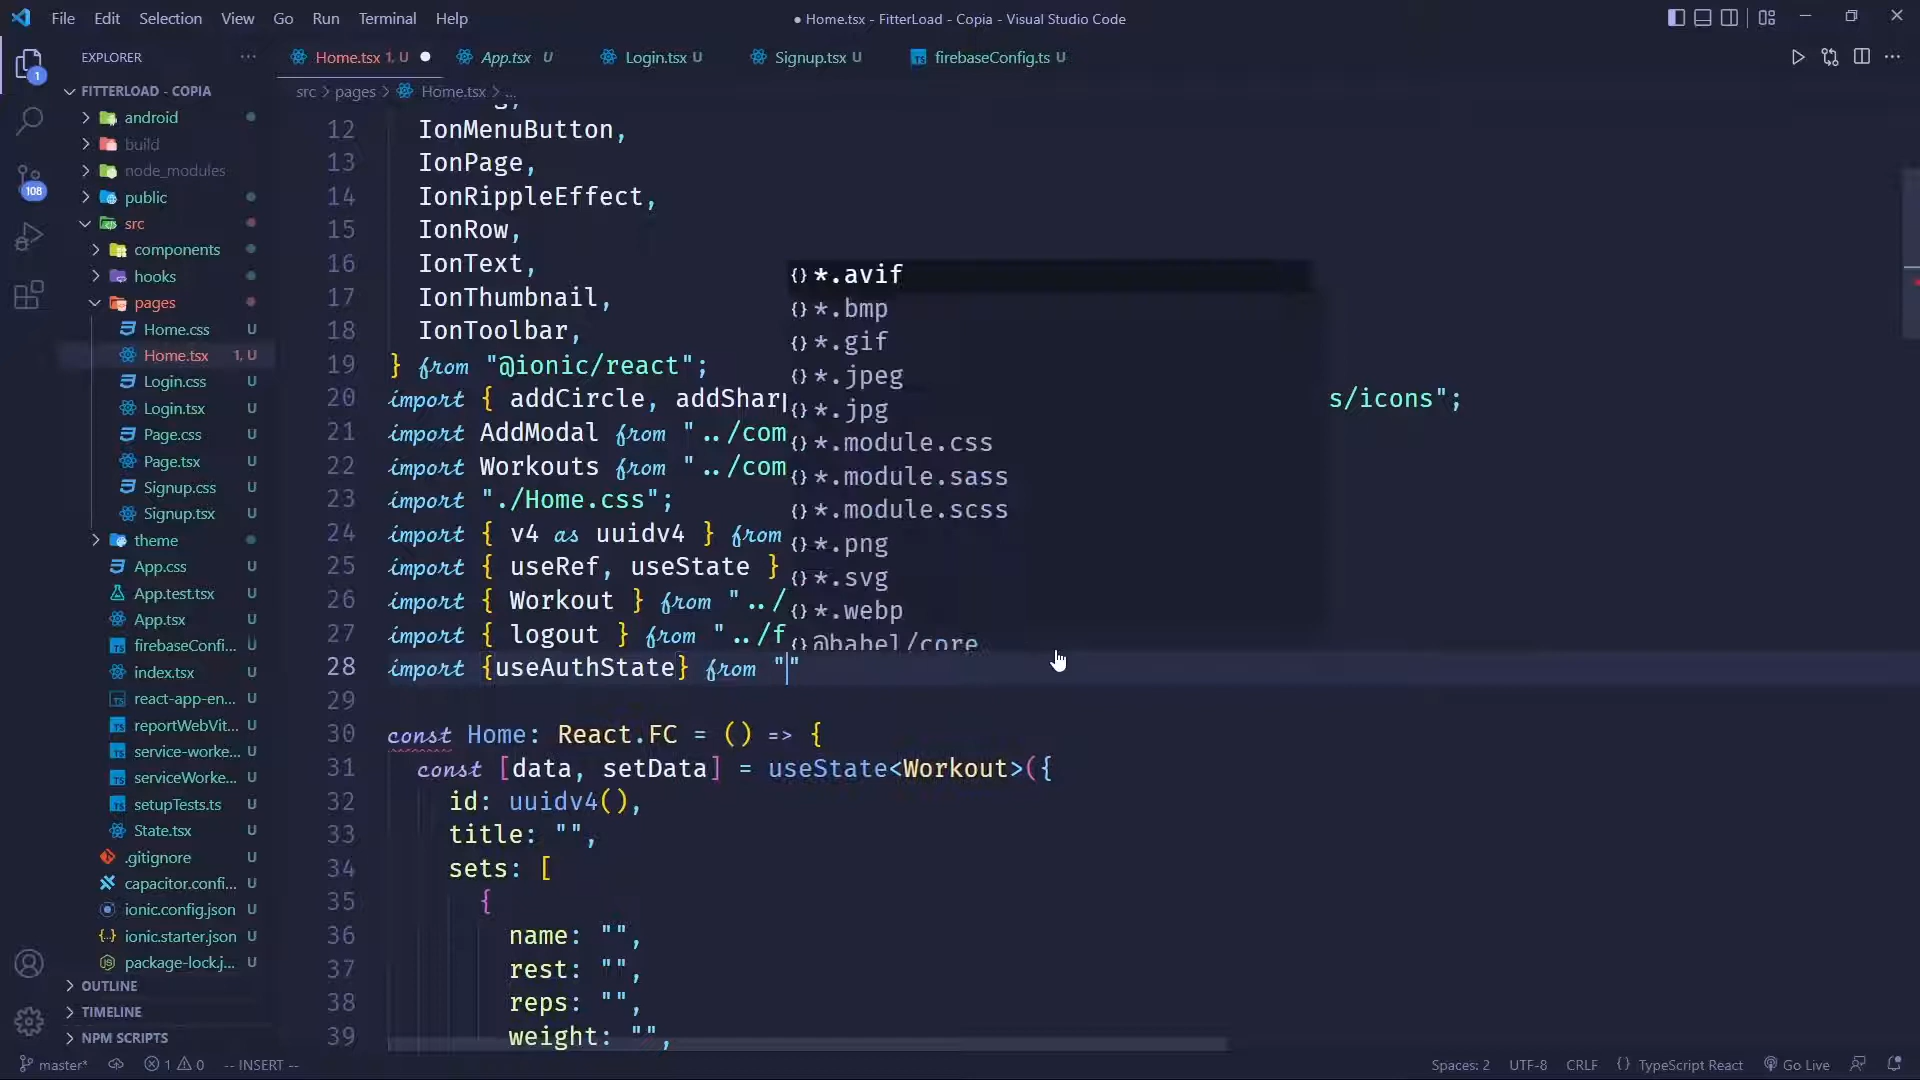 File Edit Selection View Go Run Terminal Help
● Home.tsx - FitterLoad - Copia - Visual Studio Code
EXPLORER
Home.tsx 1, U
App.tsx U
Login.tsx U
Signup.tsx U
firebaseConfig.ts U
src > pages > Home.tsx > ...
1
108
FITTERLOAD - COPIA
android
build
node_modules
public
src
components
hooks
pages
Home.css U
Home.tsx 1, U
Login.css U
Login.tsx U
Page.css U
Page.tsx U
Signup.css U
Signup.tsx U
theme
App.css U
App.test.tsx U
App.tsx U
firebaseConfi... U
index.tsx U
react-app-en... U
reportWebVit... U
service-worke... U
serviceWorke... U
setupTests.ts U
State.tsx U
.gitignore U
capacitor.confi... U
ionic.config.json U
ionic.starter.json U
package-lock.j... U
OUTLINE
TIMELINE
NPM SCRIPTS
12 IonMenuButton,
13 IonPage,
14 IonRippleEffect,
15 IonRow,
16 IonText,
17 IonThumbnail,
18 IonToolbar,
19 } from "@ionic/react";
20 import { addCircle, addSharp s/icons";
21 import AddModal from "../com
22 import Workouts from "../com
23 import "./Home.css";
24 import { v4 as uuidv4 } from
25 import { useRef, useState }
26 import { Workout } from "../
27 import { logout } from "../f
28 import {useAuthState} from ""
29
30 const Home: React.FC = () => {
31 const [data, setData] = useState<Workout>({
32 id: uuidv4(),
33 title: "",
34 sets: [
35 {
36 name: "",
37 rest: "",
38 reps: "",
39 weight: "",
{} *.avif
{} *.bmp
{} *.gif
{} *.jpeg
{} *.jpg
{} *.module.css
{} *.module.sass
{} *.module.scss
{} *.png
{} *.svg
{} *.webp
{} @babel/core
master* 1 0 -- INSERT --
Spaces: 2 UTF-8 CRLF {} TypeScript React Go Live